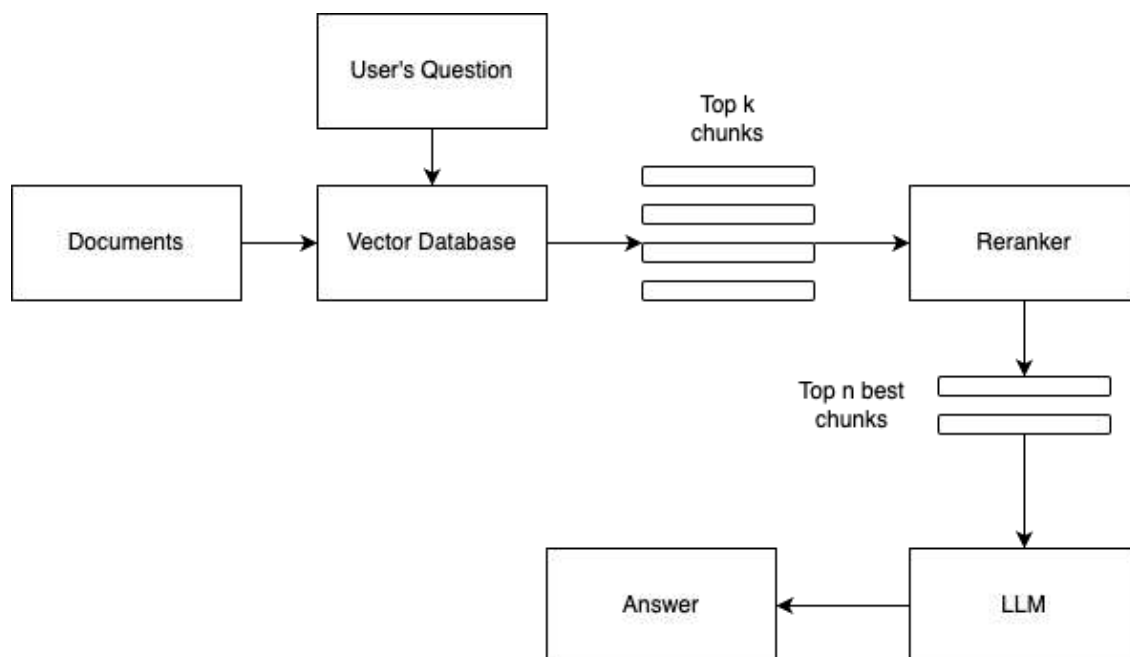 User's Question
Top k
chunks
Documents
Vector Database
Reranker
Top n best
chunks
Answer
LLM